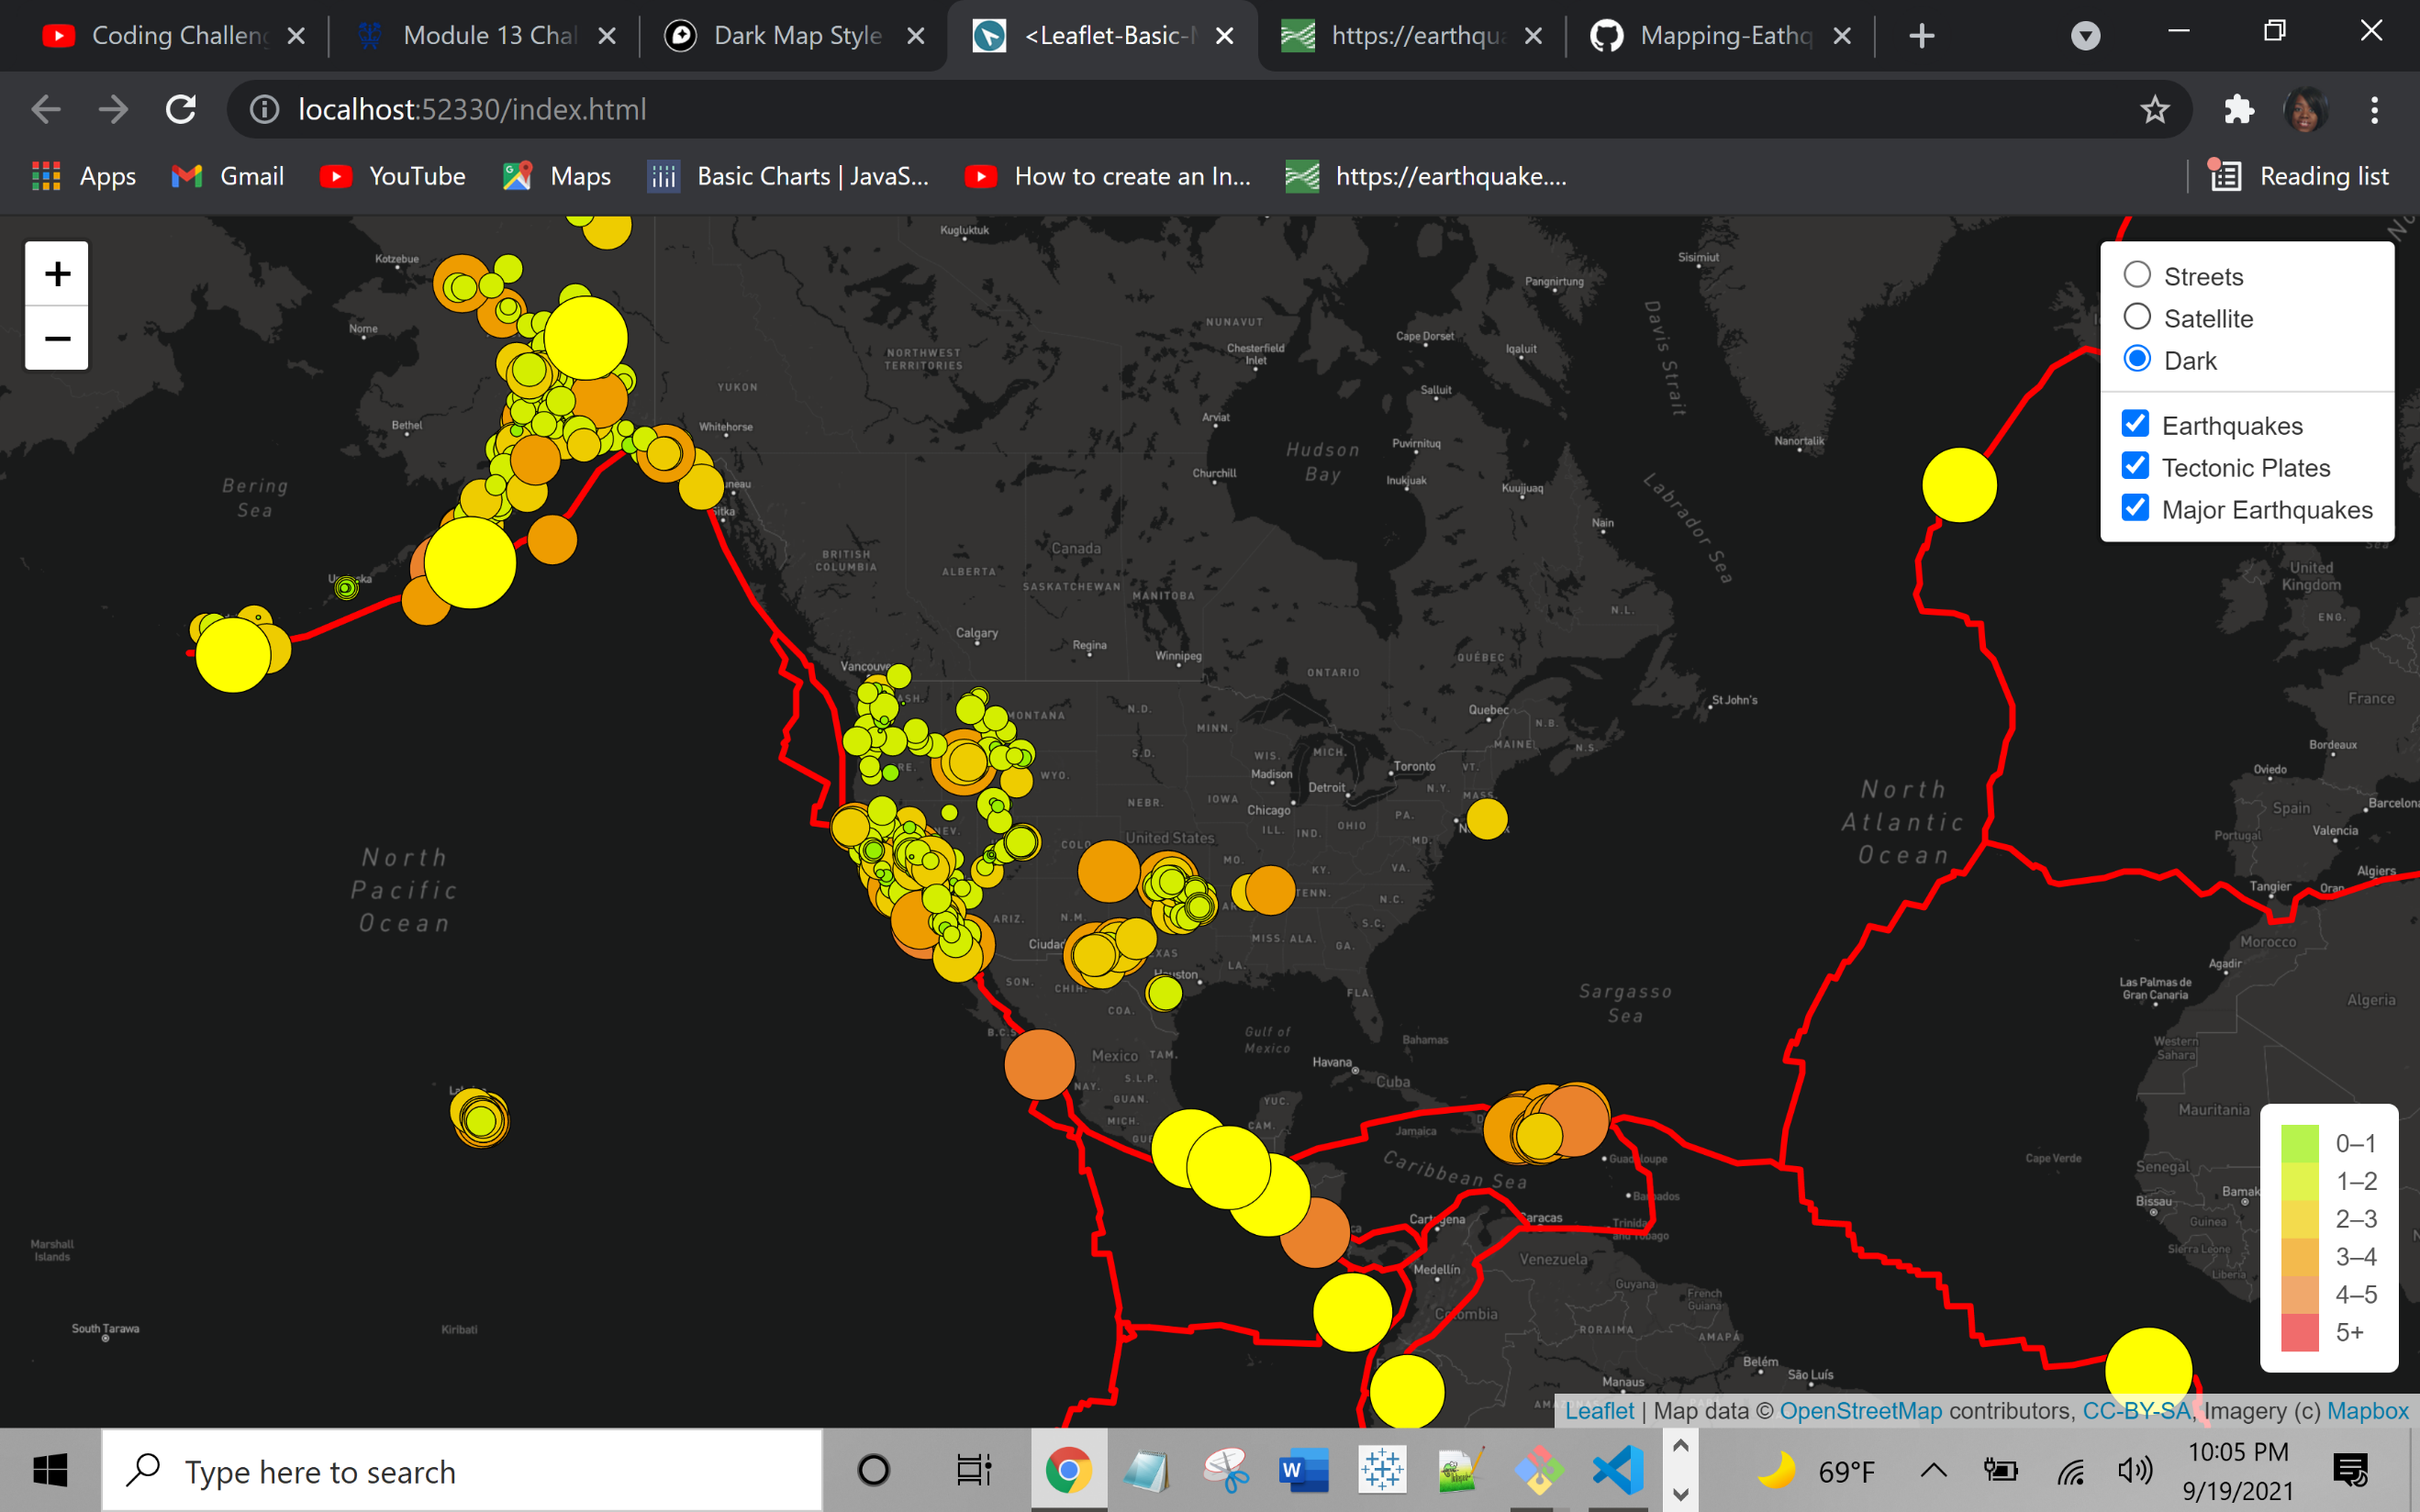 Coding Challeng
Module 13 Chal
Dark Map Style
<Leaflet-Basic-M
https://earthqua
Mapping-Eathq
localhost:52330/index.html
Apps
Gmail
YouTube
Maps
Basic Charts | JavaS...
How to create an In...
https://earthquake....
Reading list
+
−
Streets
Satellite
Dark
Earthquakes
Tectonic Plates
Major Earthquakes
Kugluktuk
Kotzebue
Sisimiut
Pangnirtung
Nome
NUNAVUT
Cape Dorset
Iqaluit
Davis Strait
NORTHWEST
TERRITORIES
Chesterfield
Inlet
YUKON
Salluit
Bethel
Whitehorse
Arviat
Puvirnituq
Nanortalik
Hudson
Bay
Churchill
Inukjuak
Kuujjuaq
Bering
Sea
neau
Sitka
Labrador Sea
Nain
BRITISH
COLUMBIA
Canada
ALBERTA
SASKATCHEWAN
MANITOBA
N.L.
United
Kingdom
ENG.
Calgary
Regina
Winnipeg
Vancouve
ONTARIO
QUÉBEC
France
St John's
MONTANA
N.D.
MINN.
Quebec
N.B.
MAINE
N.S.
S.D.
WIS.
MICH.
Madison
Detroit
Toronto
VT.
N.Y.
MASS.
WYO.
NEBR.
IOWA
Chicago
Bordeaux
Oviedo
Spain
Barcelona
Portugal
Valencia
North
Atlantic
Ocean
ILL.
IND.
OHIO
PA.
MD.
COLO
United States
MO.
KY.
VA.
Algiers
Tangier
Oran
North
Pacific
Ocean
TENN.
N.C.
ARIZ.
N.M.
S.C.
MISS.
ALA.
GA.
Ciudad
EXAS
LA.
Houston
Morocco
Agadir
SON.
CHIH.
COA.
FLA.
Sargasso
Sea
Las Palmas de
Gran Canaria
Algeria
B.C.S.
Gulf of
Mexico
Bahamas
Western
Sahara
Mexico
TAM.
Havana
Cuba
NAY.
S.L.P.
GUAN.
YUC.
MICH.
CAM.
Jamaica
Mauritania
Guadeloupe
Caribbean Sea
Cape Verde
Senegal
Barbados
Bissau
Bamak
Cartagena
Caracas
Trinidad
and Tobago
Guinea
Marshall
Islands
Venezuela
Sierra Leone
Liberia
Medellín
Guyana
French
Guiana
Colombia
South Tarawa
Kiribati
RORAIMA
AMAPÁ
Belém
São Luís
Manaus
0–1
1–2
2–3
3–4
4–5
5+
Leaflet | Map data © OpenStreetMap contributors, CC-BY-SA, Imagery (c) Mapbox
Type here to search
69°F
10:05 PM
9/19/2021